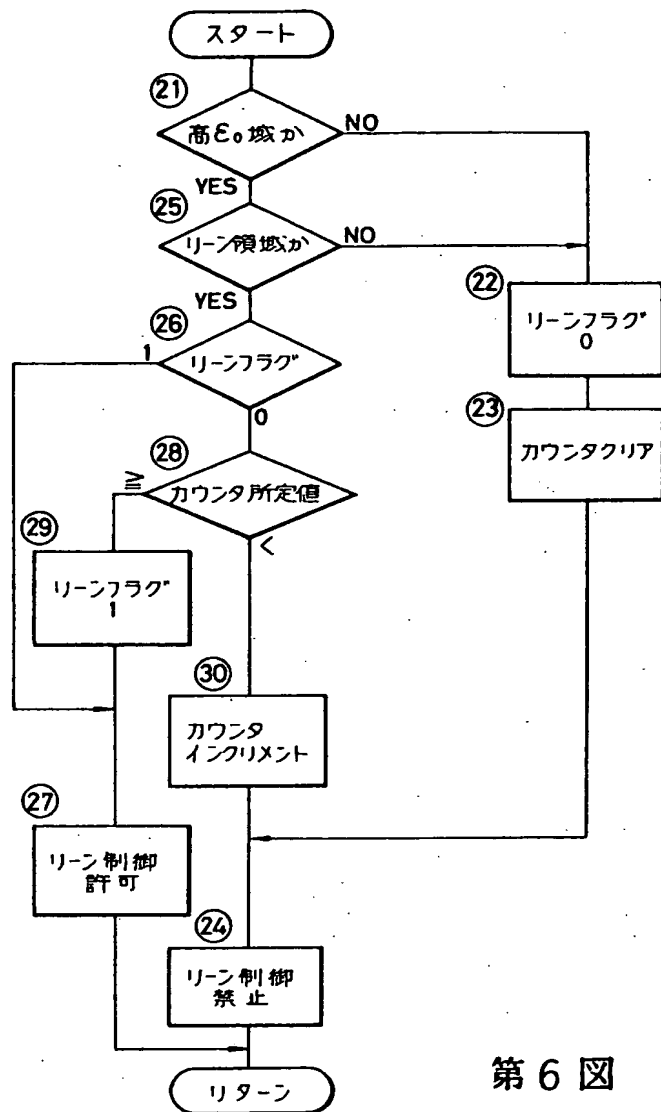 スタート
㉑
高ε₀域か
NO
YES
㉕
リーン領域か
NO
YES
㉒
リーンフラグ
0
㉖
リーンフラグ
1
0
㉓
カウンタクリア
㉘
カウンタ所定値
≧
<
㉙
リーンフラグ
1
㉚
カウンタ
インクリメント
㉗
リーン制御
許可
㉔
リーン制御
禁止
リターン
第6図